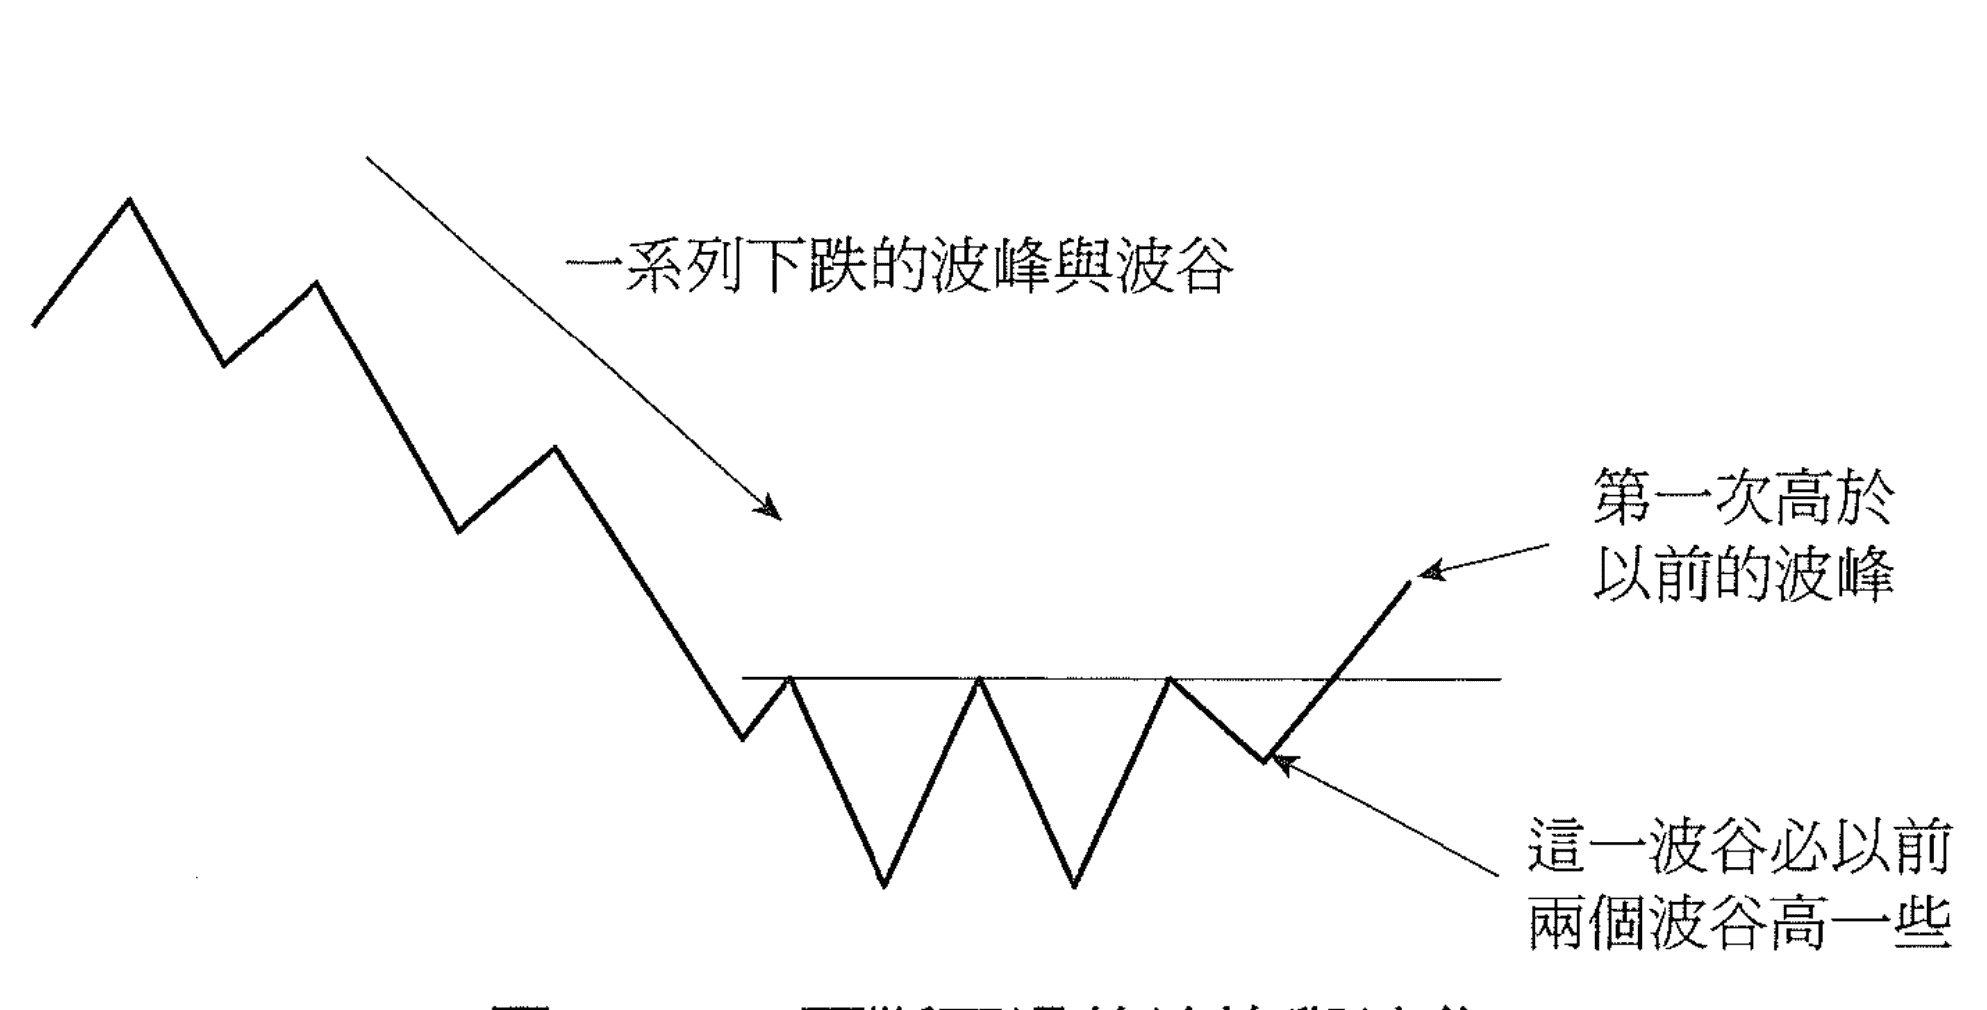 一系列下跌的波峰與波谷
第一次高於
以前的波峰
這一波谷必以前
兩個波谷高一些